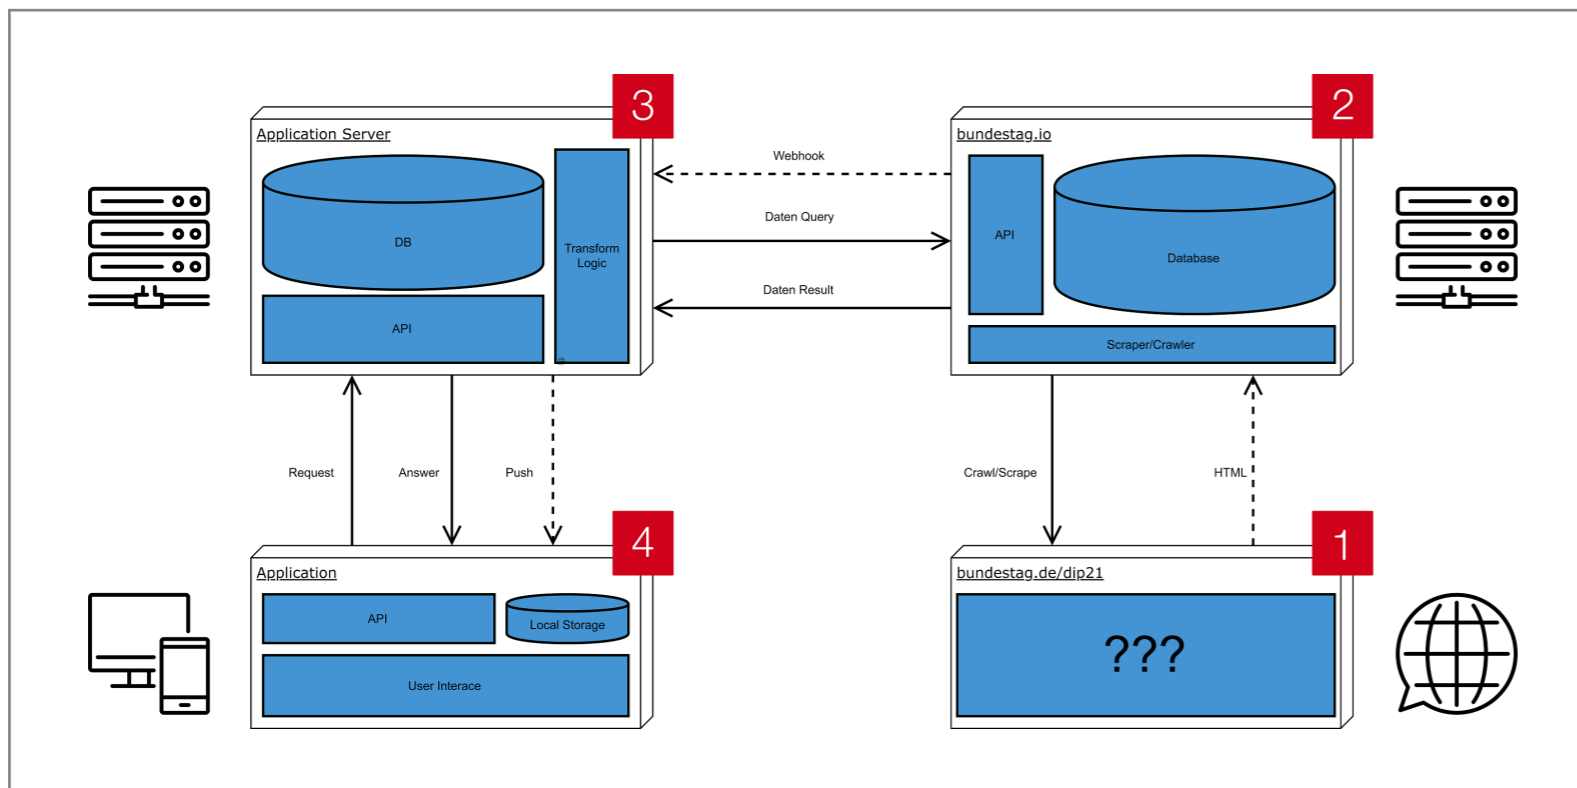 3
Application Server
DB
Transform
Logic
API
Webhook
Daten Query
Daten Result
2
bundestag.io
API
Database
Scraper/Crawler
Request
Answer
Push
Crawl/Scrape
HTML
4
Application
API
Local Storage
User Interace
1
bundestag.de/dip21
???